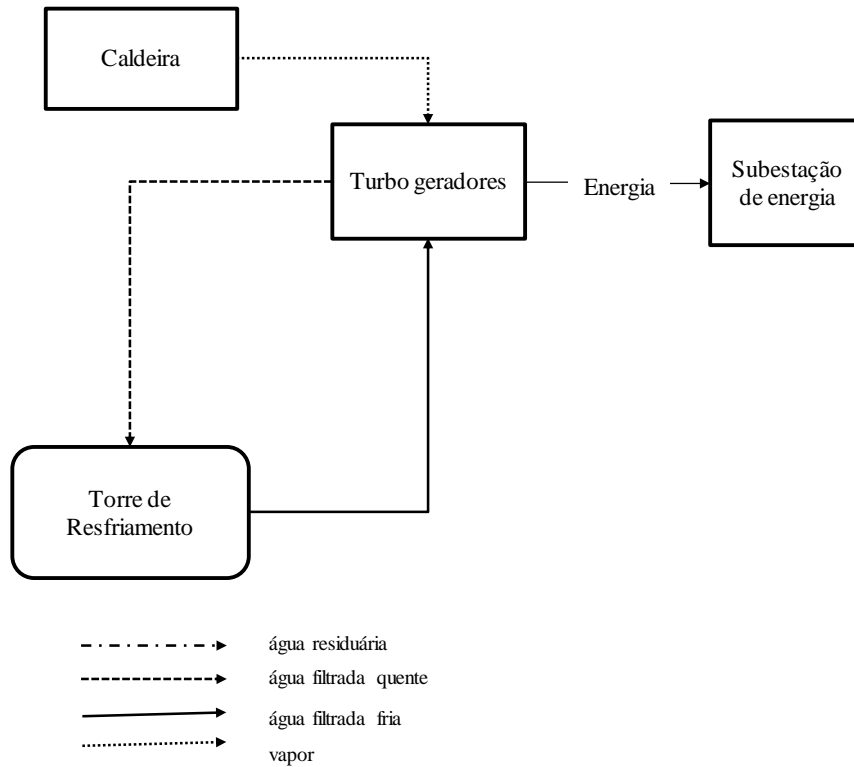 Caldeira
Turbo geradores
Energia
Subestação
de energia
Torre de
Resfriamento
água residuária
água filtrada quente
água filtrada fria
vapor